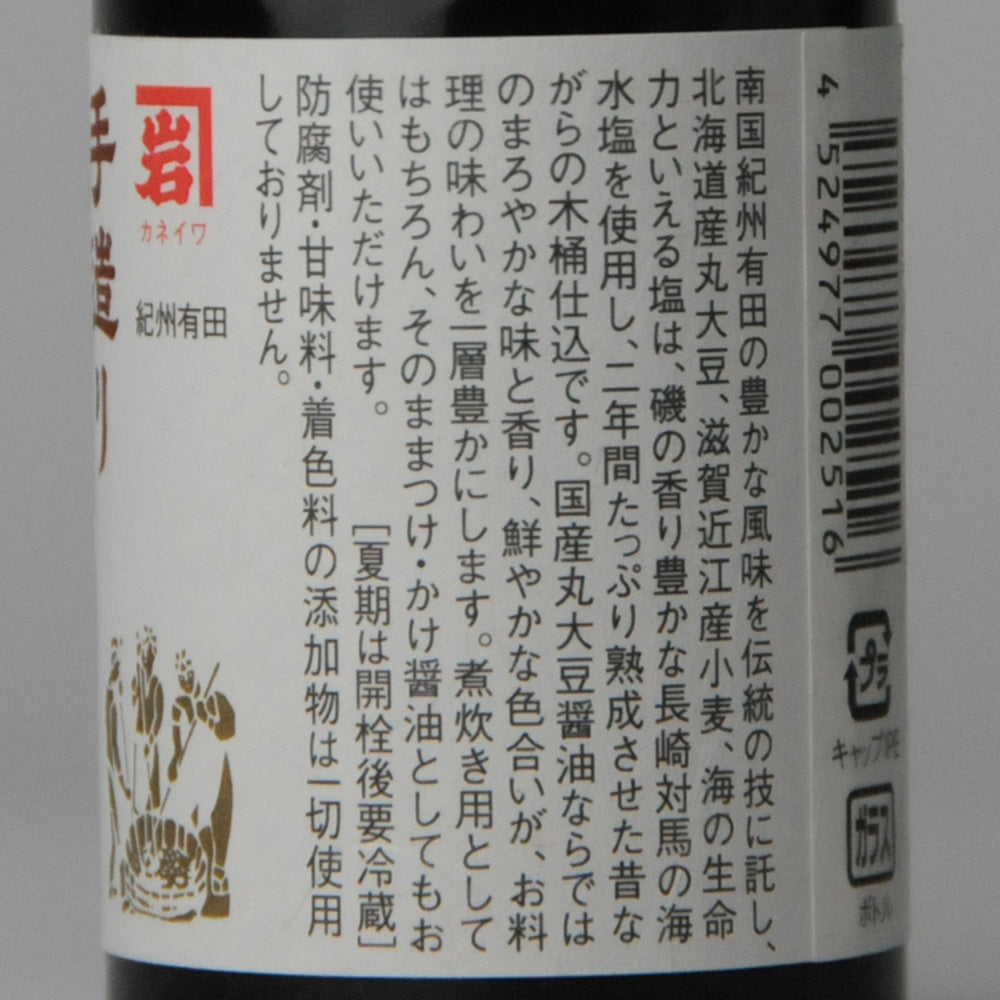 4 524977 002516
プラ
キャップ:PE
ガラス
ボトル
南国紀州有田の豊かな風味を伝統の技に託し、
北海道産丸大豆、滋賀近江産小麦、海の生命
力といえる塩は、磯の香り豊かな長崎対馬の海
水塩を使用し、二年間たっぷり熟成させた昔な
がらの木桶仕込です。国産丸大豆醤油ならでは
のまろやかな味と香り、鮮やかな色合いが、お料
理の味わいを一層豊かにします。煮炊き用として
はもちろん、そのままつけ・かけ醤油としてもお
使いいただけます。 [夏期は開栓後要冷蔵]
防腐剤・甘味料・着色料の添加物は一切使用
しておりません。
岩
カネイワ
紀州有田
手造り